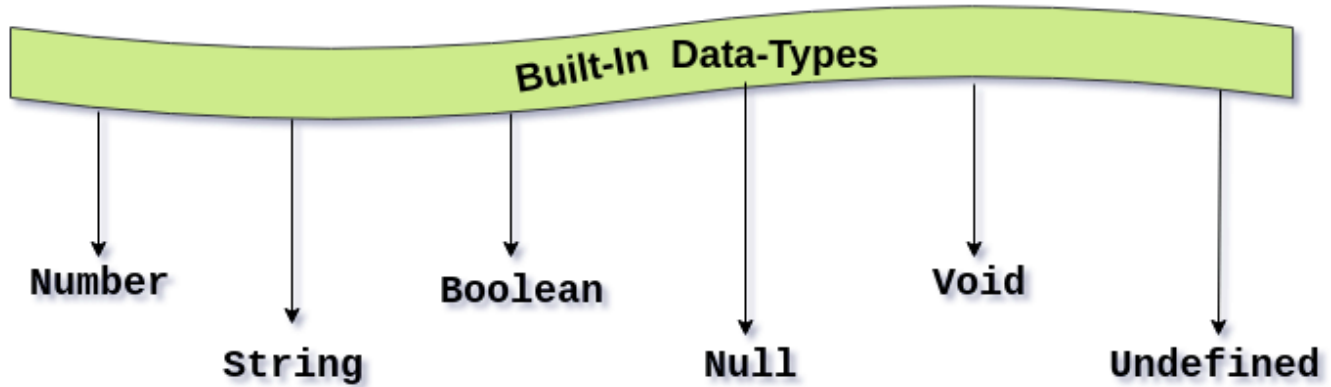 Built-In Data-Types
Number
String
Boolean
Null
Void
Undefined